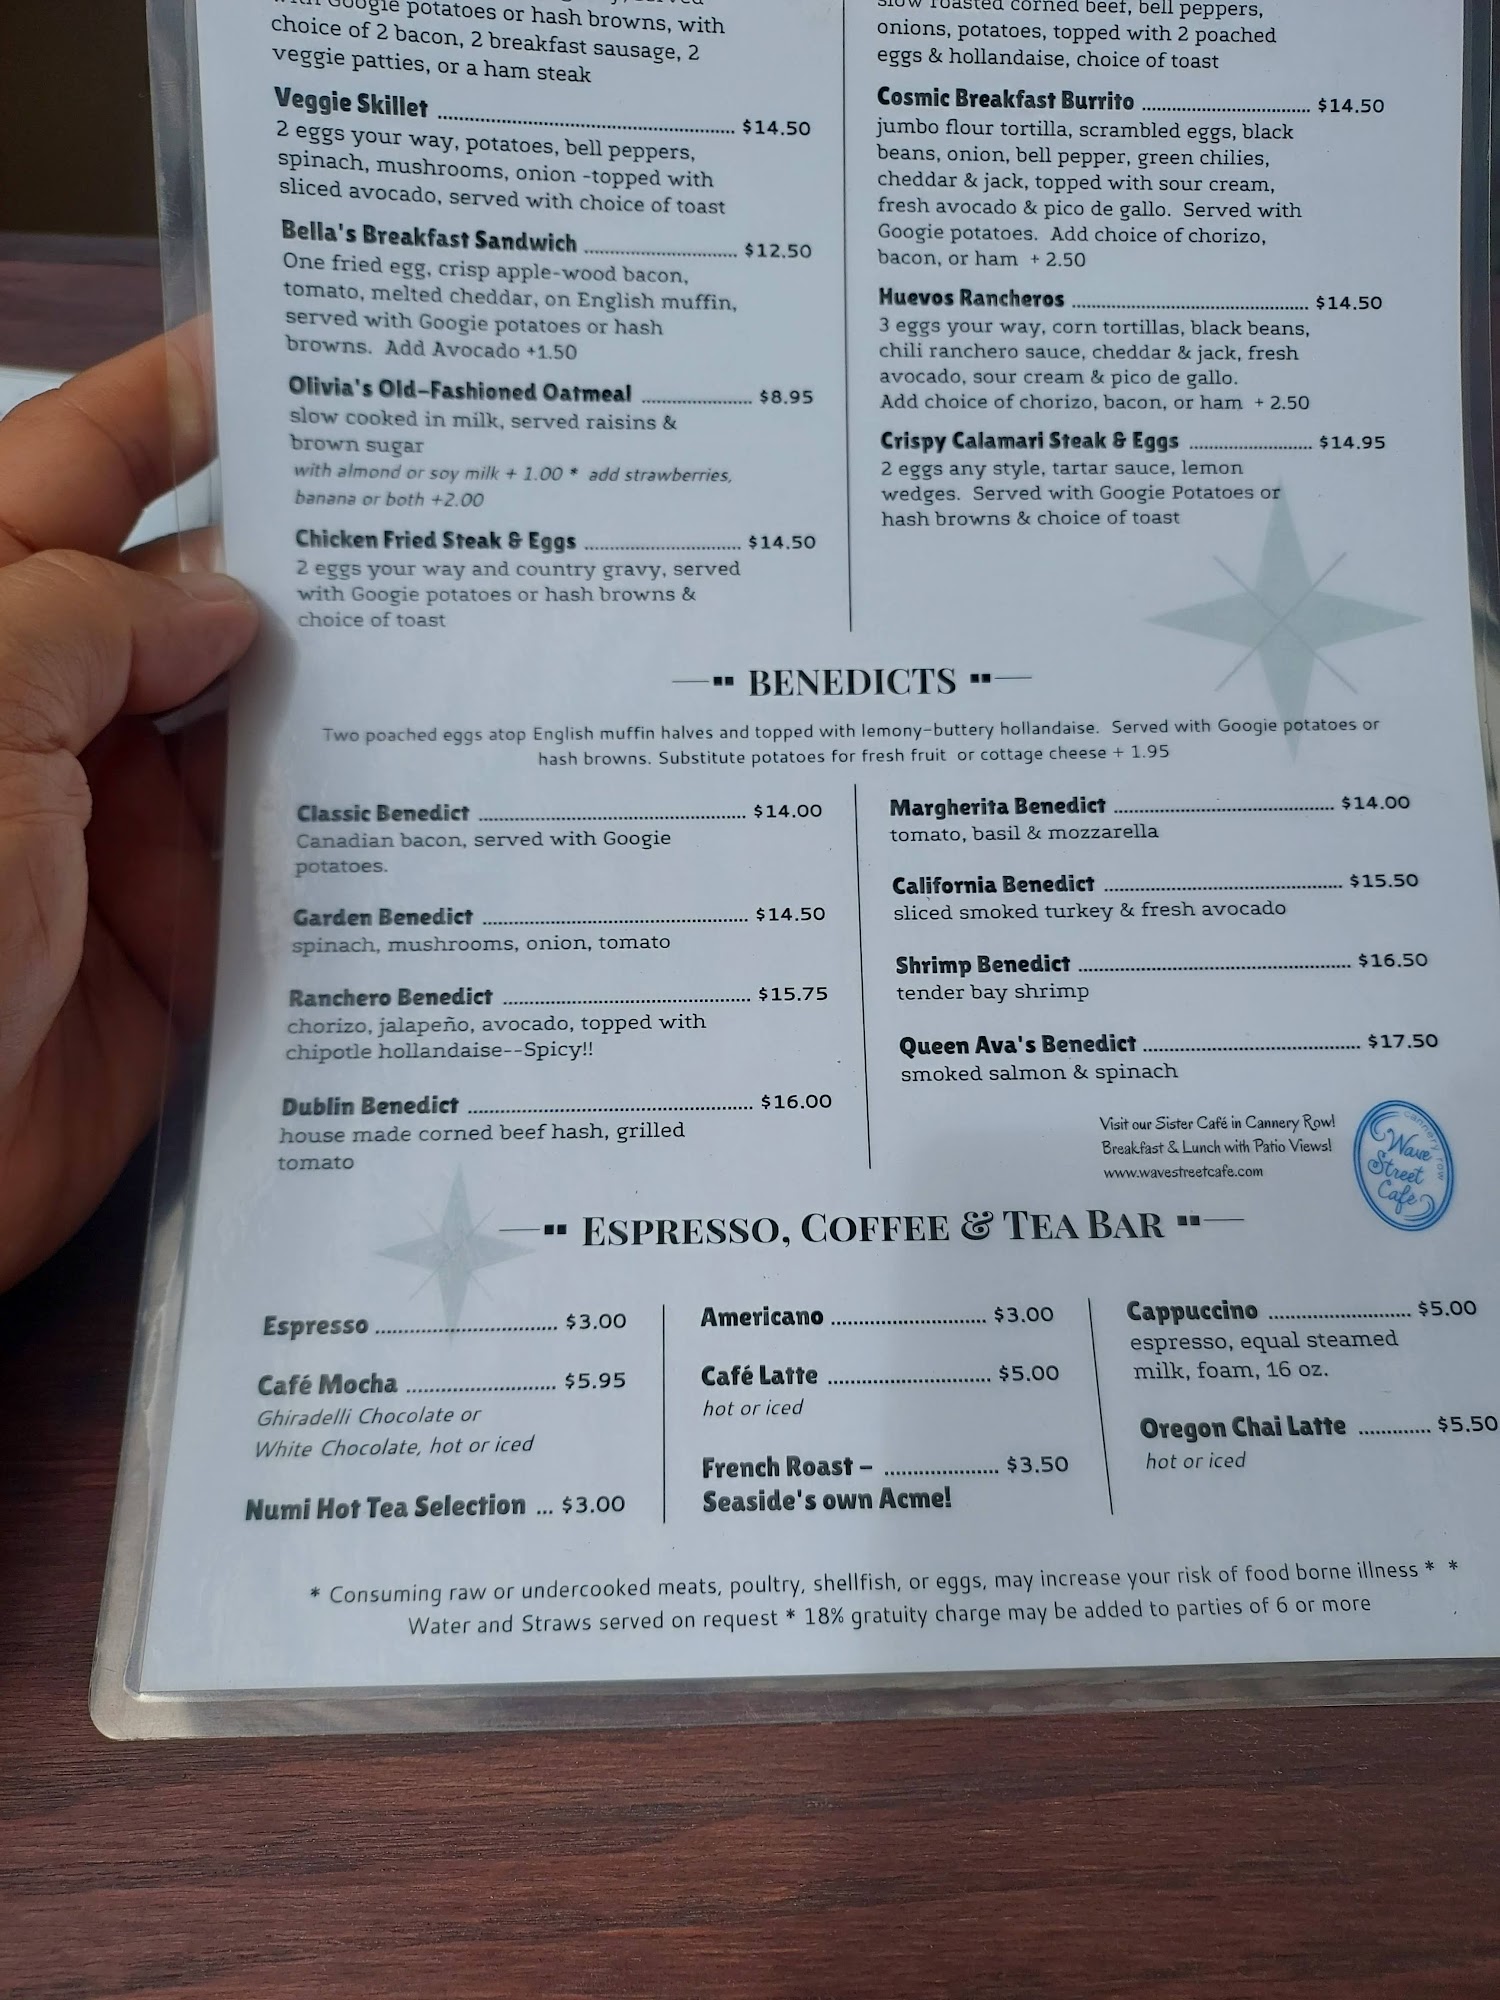 with Googie potatoes or hash browns, with
choice of 2 bacon, 2 breakfast sausage, 2
veggie patties, or a ham steak
Veggie Skillet ........ $14.50
2 eggs your way, potatoes, bell peppers,
spinach, mushrooms, onion -topped with
sliced avocado, served with choice of toast
Bella's Breakfast Sandwich ........ $12.50
One fried egg, crisp apple-wood bacon,
tomato, melted cheddar, on English muffin,
served with Googie potatoes or hash
browns. Add Avocado +1.50
Olivia's Old-Fashioned Oatmeal ........ $8.95
slow cooked in milk, served raisins &
brown sugar
with almond or soy milk + 1.00 * add strawberries,
banana or both +2.00
Chicken Fried Steak & Eggs ........ $14.50
2 eggs your way and country gravy, served
with Googie potatoes or hash browns &
choice of toast
slow roasted corned beef, bell peppers,
onions, potatoes, topped with 2 poached
eggs & hollandaise, choice of toast
Cosmic Breakfast Burrito ........ $14.50
jumbo flour tortilla, scrambled eggs, black
beans, onion, bell pepper, green chilies,
cheddar & jack, topped with sour cream,
fresh avocado & pico de gallo. Served with
Googie potatoes. Add choice of chorizo,
bacon, or ham + 2.50
Huevos Rancheros ........ $14.50
3 eggs your way, corn tortillas, black beans,
chili ranchero sauce, cheddar & jack, fresh
avocado, sour cream & pico de gallo.
Add choice of chorizo, bacon, or ham + 2.50
Crispy Calamari Steak & Eggs ........ $14.95
2 eggs any style, tartar sauce, lemon
wedges. Served with Googie Potatoes or
hash browns & choice of toast
BENEDICTS
Two poached eggs atop English muffin halves and topped with lemony-buttery hollandaise. Served with Googie potatoes or
hash browns. Substitute potatoes for fresh fruit or cottage cheese + 1.95
Classic Benedict ........ $14.00
Canadian bacon, served with Googie
potatoes.
Garden Benedict ........ $14.50
spinach, mushrooms, onion, tomato
Ranchero Benedict ........ $15.75
chorizo, jalapeño, avocado, topped with
chipotle hollandaise--Spicy!!
Dublin Benedict ........ $16.00
house made corned beef hash, grilled
tomato
Margherita Benedict ........ $14.00
tomato, basil & mozzarella
California Benedict ........ $15.50
sliced smoked turkey & fresh avocado
Shrimp Benedict ........ $16.50
tender bay shrimp
Queen Ava's Benedict ........ $17.50
smoked salmon & spinach
Visit our Sister Café in Cannery Row!
Breakfast & Lunch with Patio Views!
www.wavestreetcafe.com
Cannery Row
Wave
Street
Café
ESPRESSO, COFFEE & TEA BAR
Espresso ........ $3.00
Café Mocha ........ $5.95
Ghiradelli Chocolate or
White Chocolate, hot or iced
Numi Hot Tea Selection ... $3.00
Americano ........ $3.00
Café Latte ........ $5.00
hot or iced
French Roast – ........ $3.50
Seaside's own Acme!
Cappuccino ........ $5.00
espresso, equal steamed
milk, foam, 16 oz.
Oregon Chai Latte ........ $5.50
hot or iced
* Consuming raw or undercooked meats, poultry, shellfish, or eggs, may increase your risk of food borne illness * *
Water and Straws served on request * 18% gratuity charge may be added to parties of 6 or more